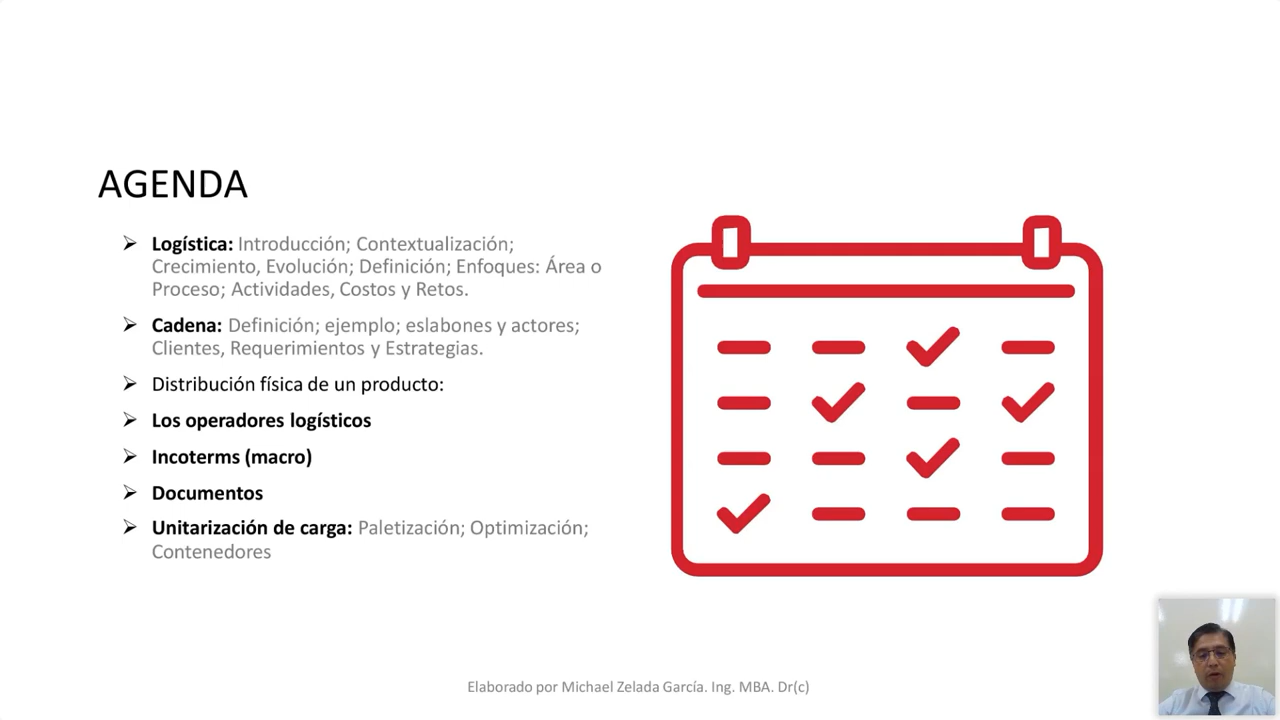 AGENDA
Logística: Introducción; Contextualización;
Crecimiento, Evolución; Definición; Enfoques: Área o
Proceso; Actividades, Costos y Retos.
Cadena: Definición; ejemplo; eslabones y actores;
Clientes, Requerimientos y Estrategias.
Distribución física de un producto:
Los operadores logísticos
Incoterms (macro)
Documentos
Unitarización de carga: Paletización; Optimización;
Contenedores
Elaborado por Michael Zelada García. Ing. MBA. Dr(c)